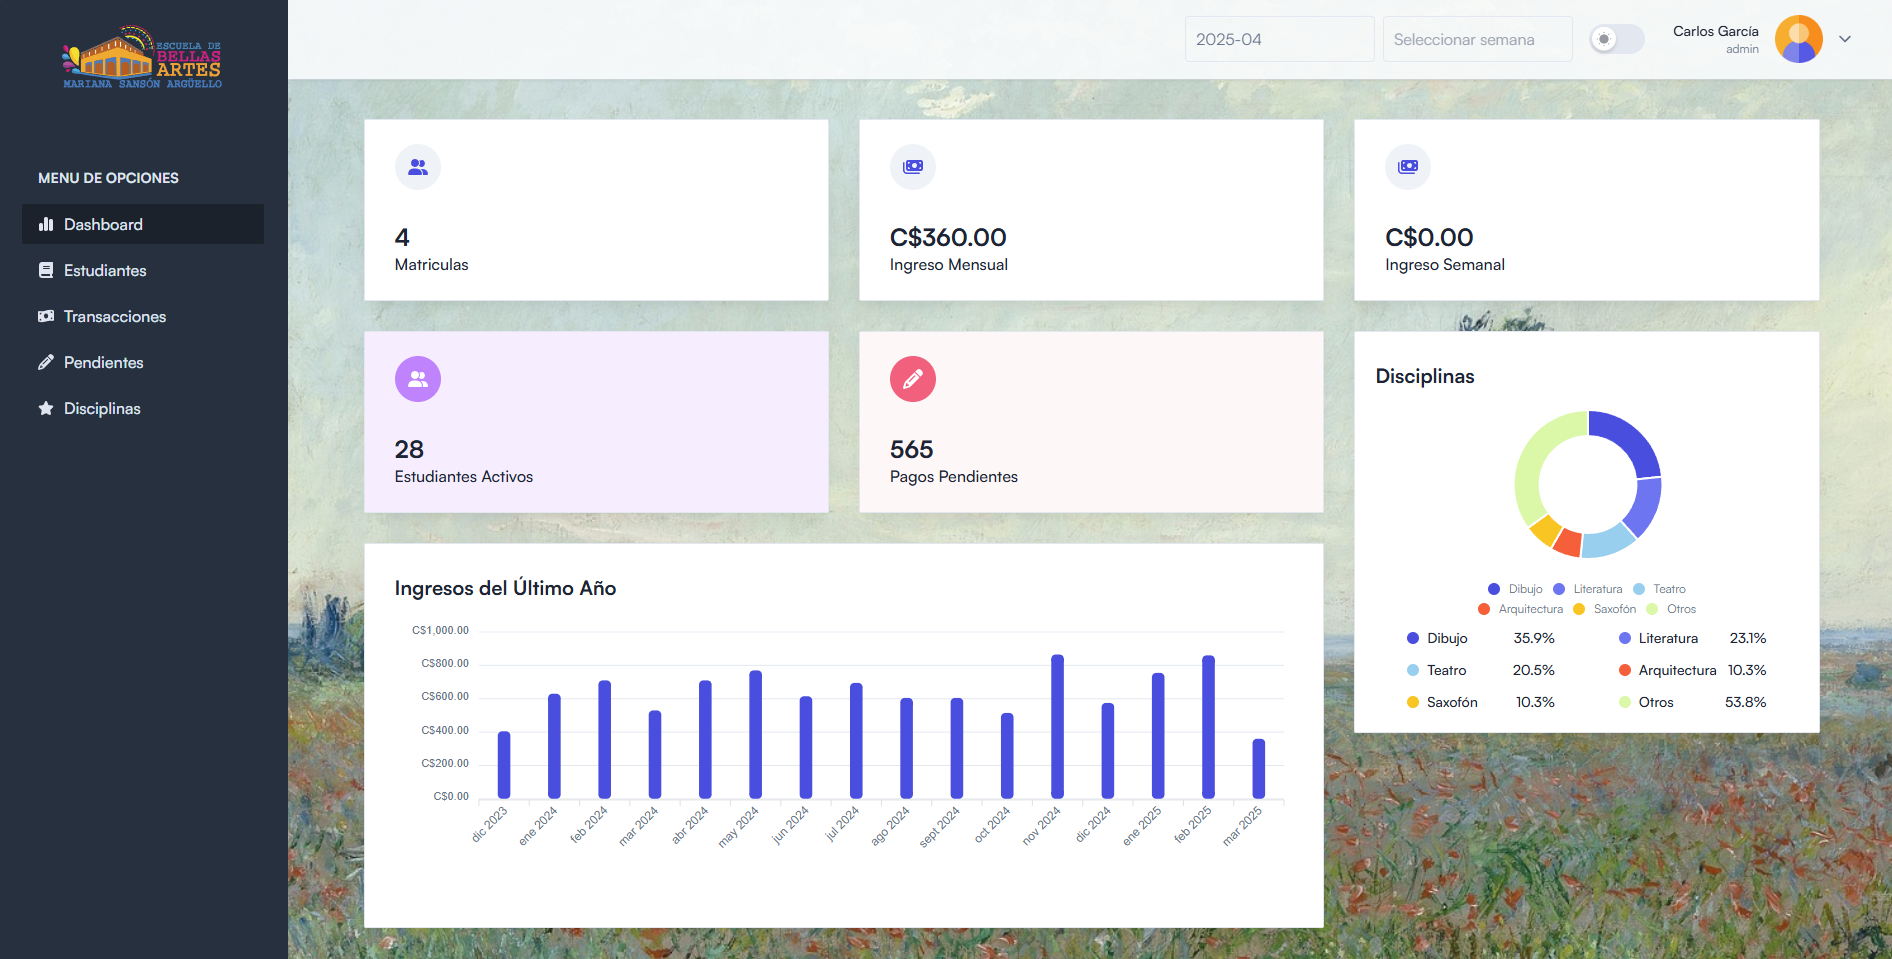 ESCUELA DE
BELLAS
ARTES
MARIANA SANSÓN ARGÜELLO
2025-04
Seleccionar semana
Carlos García
admin
MENU DE OPCIONES
Dashboard
Estudiantes
Transacciones
Pendientes
Disciplinas
4
Matriculas
C$360.00
Ingreso Mensual
C$0.00
Ingreso Semanal
28
Estudiantes Activos
565
Pagos Pendientes
Disciplinas
Dibujo Literatura Teatro
Arquitectura Saxofón Otros
Dibujo 35.9% Literatura 23.1%
Teatro 20.5% Arquitectura 10.3%
Saxofón 10.3% Otros 53.8%
Ingresos del Último Año
C$1,000.00
C$800.00
C$600.00
C$400.00
C$200.00
C$0.00
dic 2023 ene 2024 feb 2024 mar 2024 abr 2024 may 2024 jun 2024 jul 2024 ago 2024 sept 2024 oct 2024 nov 2024 dic 2024 ene 2025 feb 2025 mar 2025